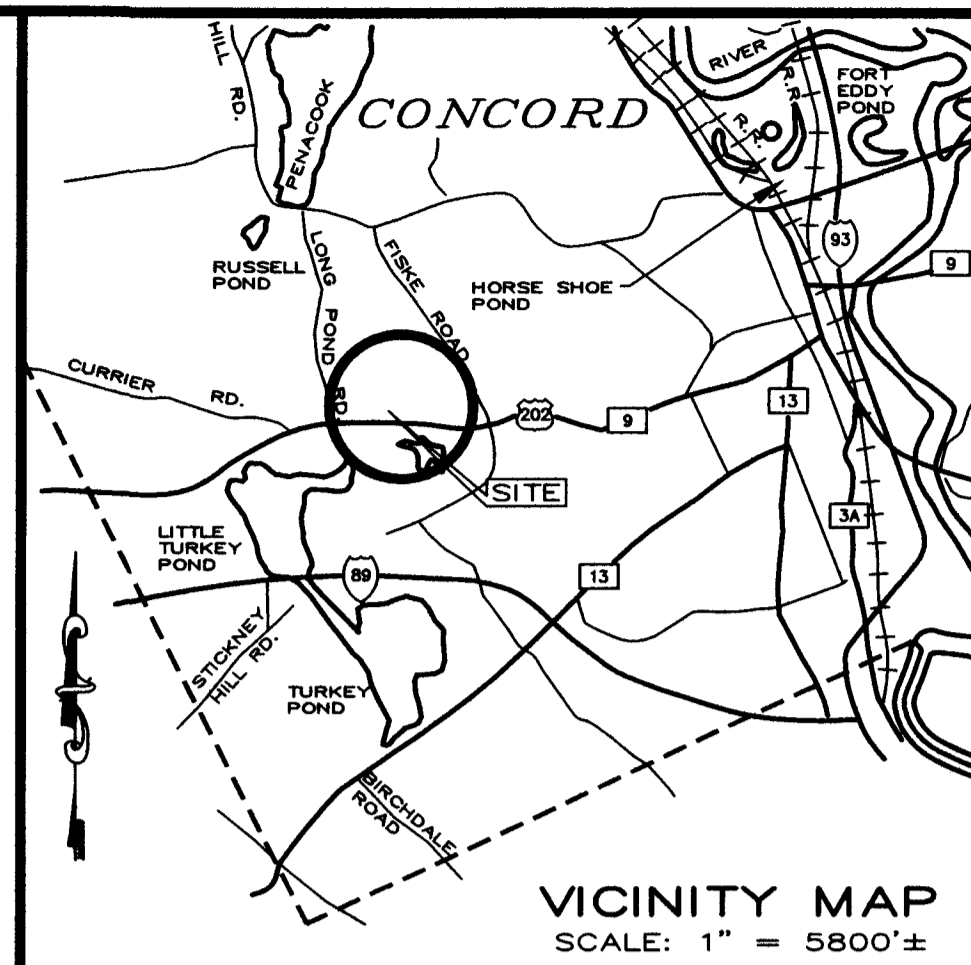 HILL RD.
PENACOOK
CONCORD
RIVER
R.R.
R.R.
FORT
EDDY
POND
93
9
RUSSELL
POND
LONG POND RD.
FISKE ROAD
HORSE SHOE
POND
CURRIER RD.
202
9
13
SITE
3A
LITTLE
TURKEY
POND
89
13
STICKNEY
HILL RD.
TURKEY
POND
BIRCHDALE
ROAD
VICINITY MAP
SCALE: 1" = 5800'±